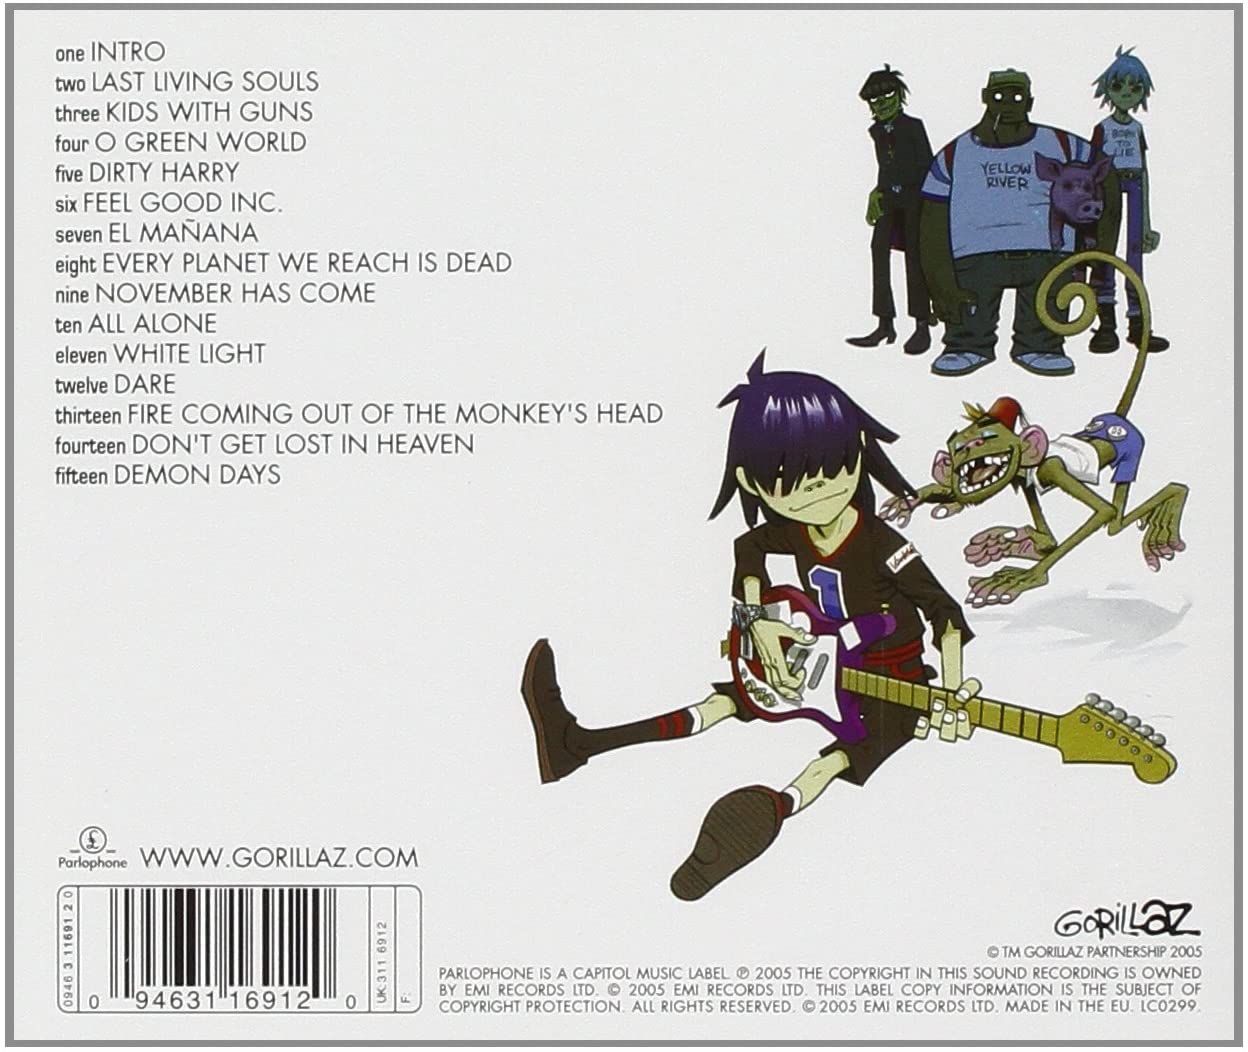 one INTRO
two LAST LIVING SOULS
three KIDS WITH GUNS
four O GREEN WORLD
five DIRTY HARRY
six FEEL GOOD INC.
seven EL MAÑANA
eight EVERY PLANET WE REACH IS DEAD
nine NOVEMBER HAS COME
ten ALL ALONE
eleven WHITE LIGHT
twelve DARE
thirteen FIRE COMING OUT OF THE MONKEY'S HEAD
fourteen DON'T GET LOST IN HEAVEN
fifteen DEMON DAYS
YELLOW
RIVER
BORN
TO
LIE
1
£
Parlophone
WWW.GORILLAZ.COM
0946 3 11691 2 0
0 94631 16912 0
UK: 311 6912
F:
GORILLAZ
© TM GORILLAZ PARTNERSHIP 2005
PARLOPHONE IS A CAPITOL MUSIC LABEL. ℗ 2005 THE COPYRIGHT IN THIS SOUND RECORDING IS OWNED
BY EMI RECORDS LTD. © 2005 EMI RECORDS LTD. THIS LABEL COPY INFORMATION IS THE SUBJECT OF
COPYRIGHT PROTECTION. ALL RIGHTS RESERVED. © 2005 EMI RECORDS LTD. MADE IN THE EU. LC0299.